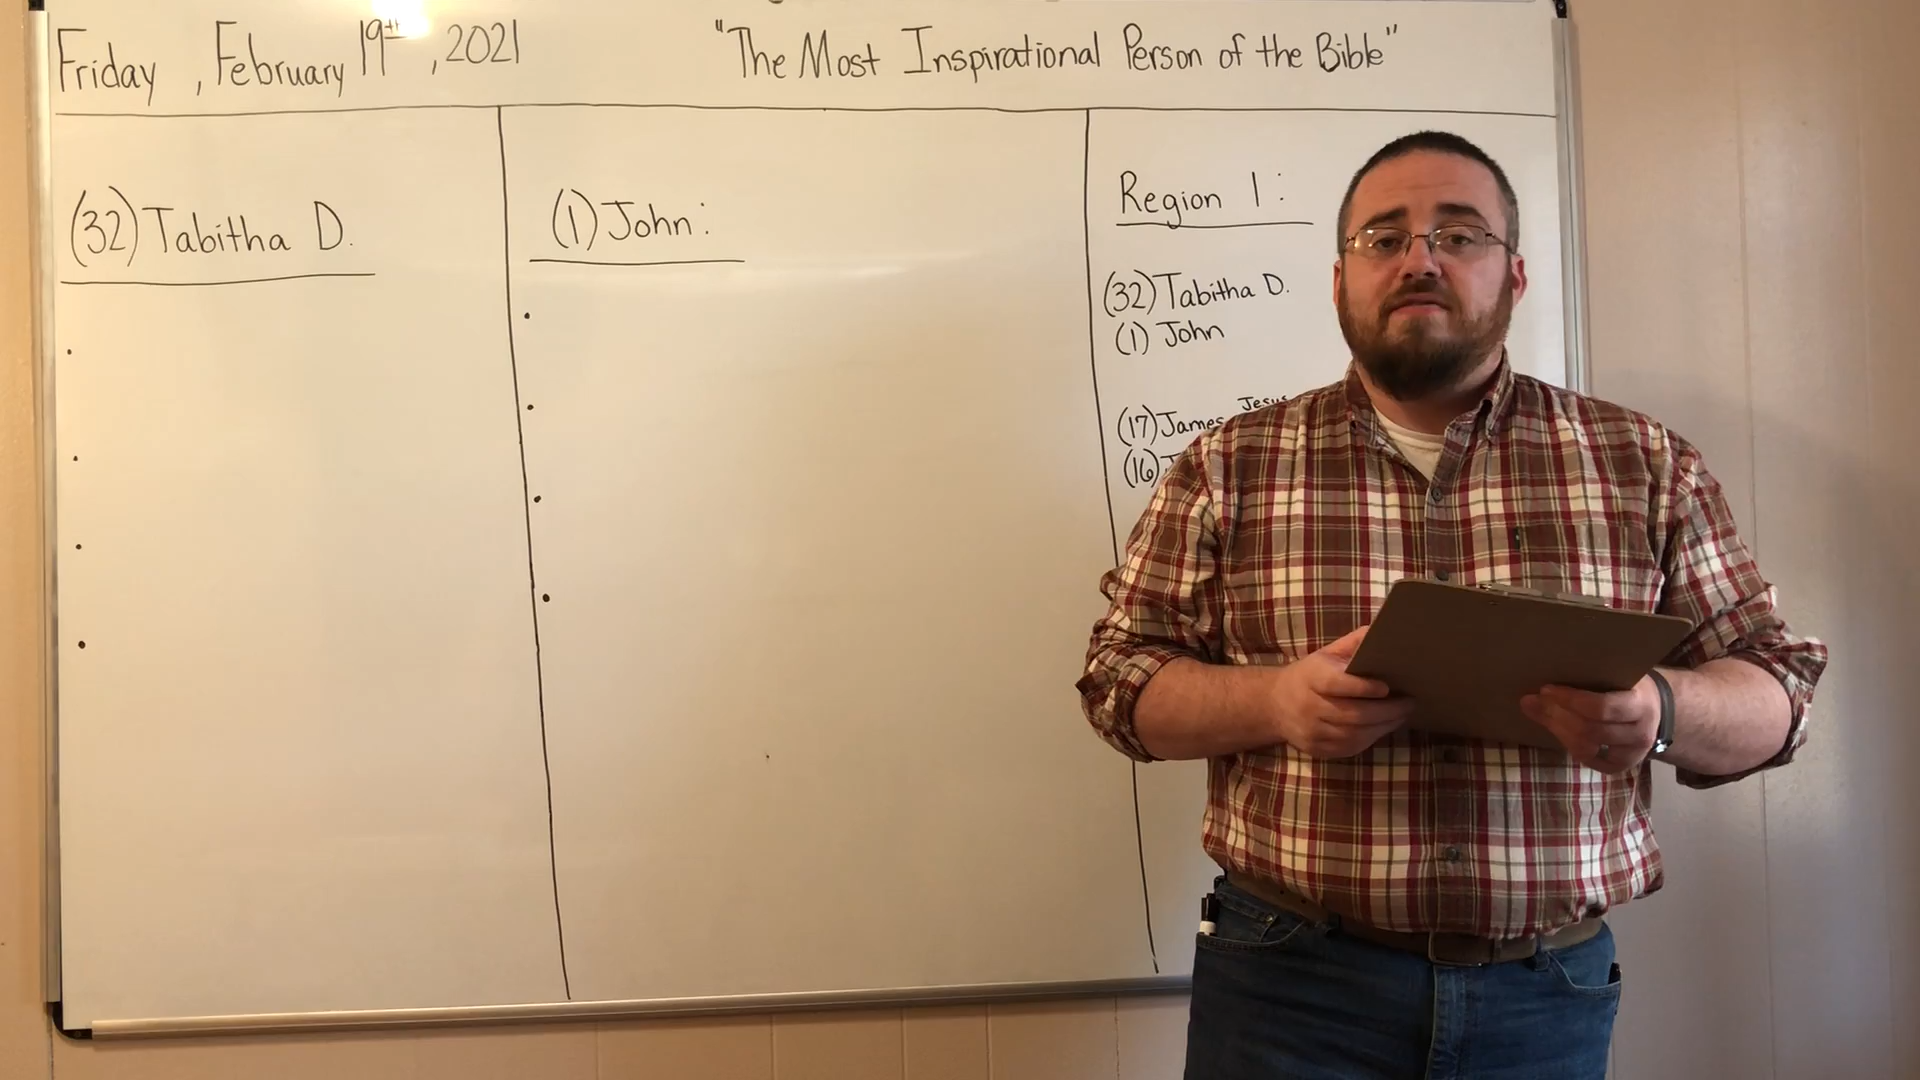 Friday, February 19th, 2021
"The Most Inspirational Person of the Bible"
(32) Tabitha D.
(1) John:
Region 1:
(32) Tabitha D.
(1) John
Jesus
(17) James
(16)